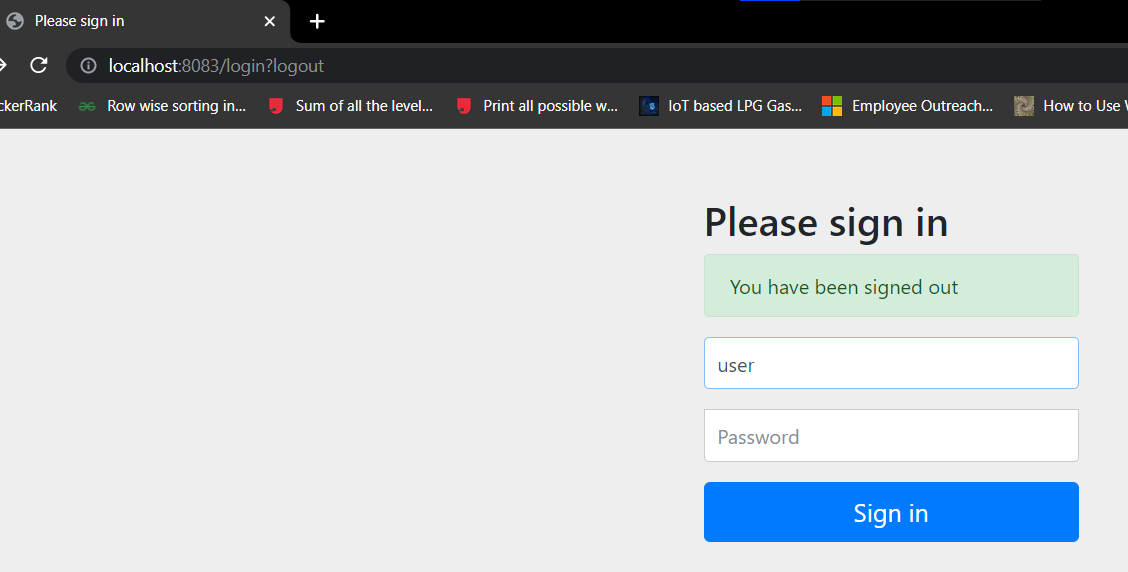 Please sign in
localhost:8083/login?logout
ckerRank Row wise sorting in... Sum of all the level... Print all possible w... IoT based LPG Gas... Employee Outreach... How to Use
Please sign in
You have been signed out
user
Password
Sign in